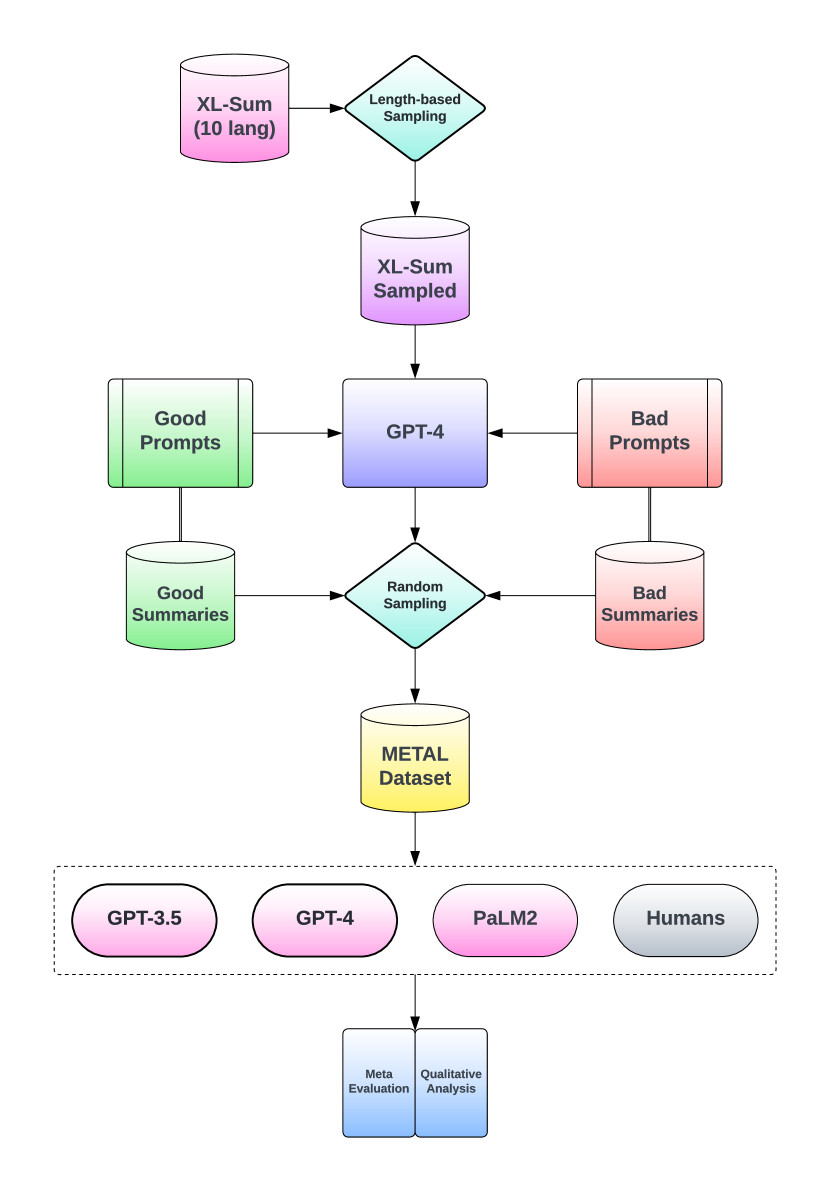 XL-Sum
(10 lang)
Length-based
Sampling
XL-Sum
Sampled
Good
Prompts
GPT-4
Bad
Prompts
Good
Summaries
Random
Sampling
Bad
Summaries
METAL
Dataset
GPT-3.5
GPT-4
PaLM2
Humans
Meta
Evaluation
Qualitative
Analysis